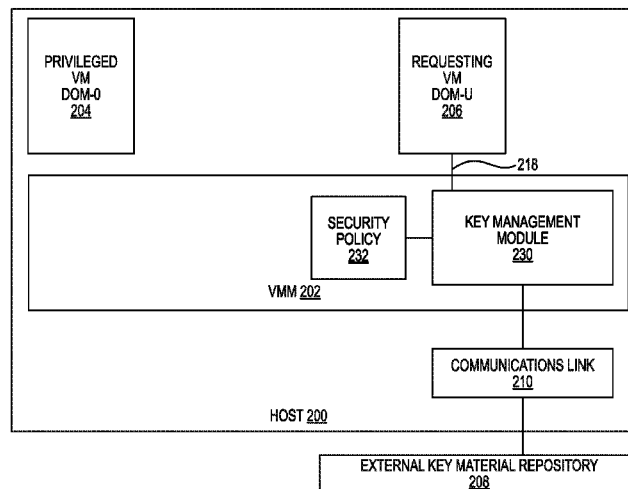 PRIVILEGED
VM
DOM-0
204
REQUESTING
VM
DOM-U
206
218
SECURITY
POLICY
232
KEY MANAGEMENT
MODULE
230
VMM 202
COMMUNICATIONS LINK
210
HOST 200
EXTERNAL KEY MATERIAL REPOSITORY
208